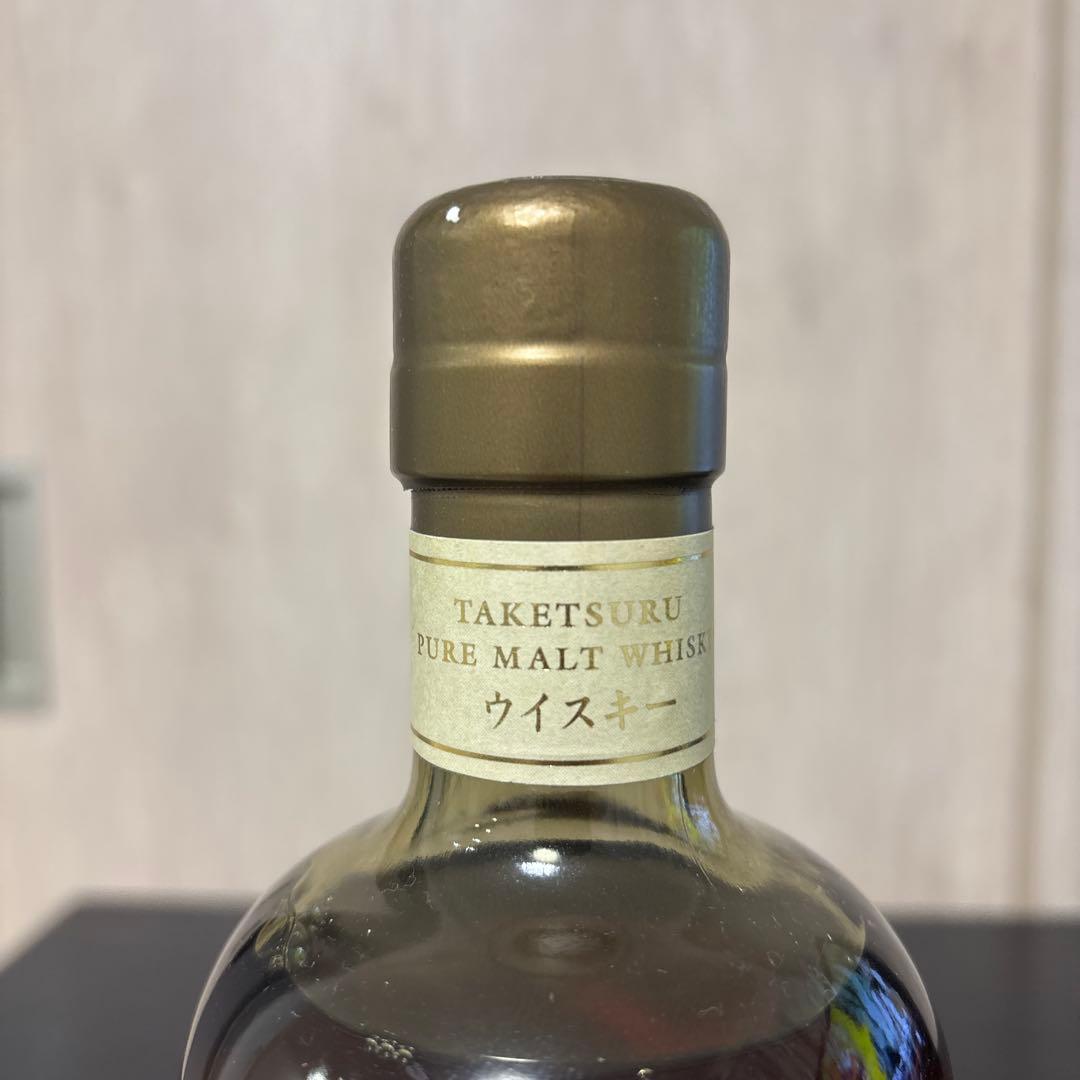 TAKETSURU
PURE MALT WHISK
ウイスキー